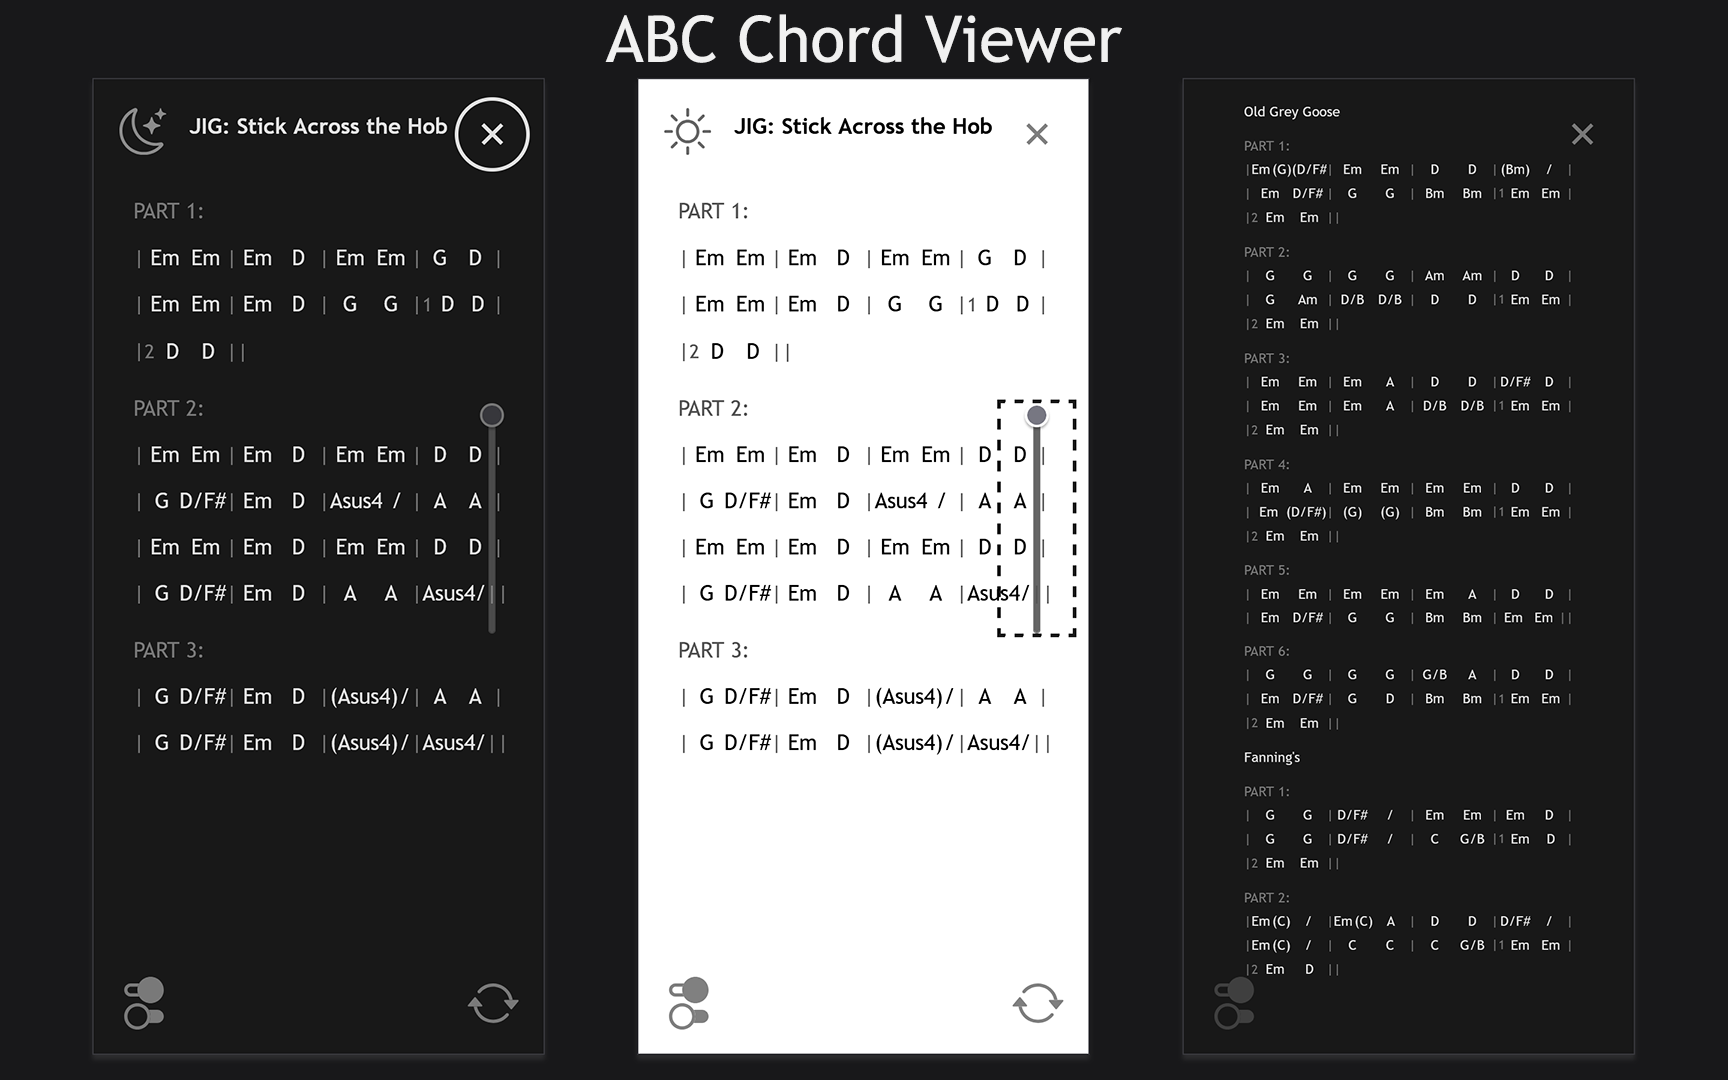 ABC Chord Viewer
JIG: Stick Across the Hob
PART 1:
| Em Em | Em D | Em Em | G D |
| Em Em | Em D | G G |1 D D |
|2 D D ||
PART 2:
| Em Em | Em D | Em Em | D D |
| G D/F# | Em D | Asus4 / | A A |
| Em Em | Em D | Em Em | D D |
| G D/F# | Em D | A A | Asus4/ ||
PART 3:
| G D/F# | Em D |(Asus4)/ | A A |
| G D/F# | Em D |(Asus4)/ | Asus4/ ||
JIG: Stick Across the Hob
PART 1:
| Em Em | Em D | Em Em | G D |
| Em Em | Em D | G G |1 D D |
|2 D D ||
PART 2:
| Em Em | Em D | Em Em | D D |
| G D/F# | Em D | Asus4 / | A A |
| Em Em | Em D | Em Em | D D |
| G D/F# | Em D | A A | Asus4/ ||
PART 3:
| G D/F# | Em D |(Asus4)/ | A A |
| G D/F# | Em D |(Asus4)/ | Asus4/ ||
Old Grey Goose
PART 1:
|Em(G)(D/F#| Em Em | D D |(Bm) / |
| Em D/F# | G G | Bm Bm |1 Em Em |
|2 Em Em ||
PART 2:
| G G | G G | Am Am | D D |
| G Am | D/B D/B | D D |1 Em Em |
|2 Em Em ||
PART 3:
| Em Em | Em A | D D |D/F# D |
| Em Em | Em A | D/B D/B |1 Em Em |
|2 Em Em ||
PART 4:
| Em A | Em Em | Em Em | D D |
| Em (D/F#)| (G) (G) | Bm Bm |1 Em Em |
|2 Em Em ||
PART 5:
| Em Em | Em Em | Em A | D D |
| Em D/F# | G G | Bm Bm | Em Em ||
PART 6:
| G G | G G | G/B A | D D |
| Em D/F# | G D | Bm Bm |1 Em Em |
|2 Em Em ||
Fanning's
PART 1:
| G G |D/F# / | Em Em | Em D |
| G G |D/F# / | C G/B |1 Em D |
|2 Em Em ||
PART 2:
|Em(C) / |Em(C) A | D D |D/F# / |
|Em(C) / | C C | C G/B |1 Em Em |
|2 Em D ||